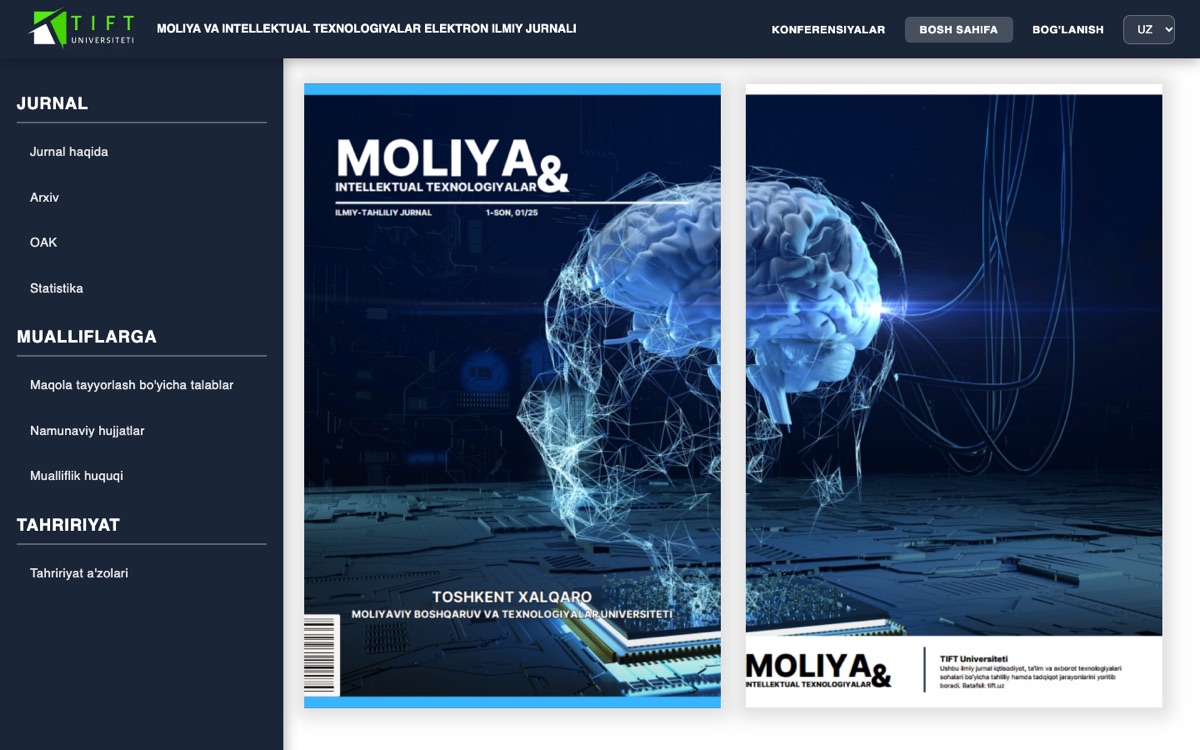 TIFT
UNIVERSITETI
MOLIYA VA INTELLEKTUAL TEXNOLOGIYALAR ELEKTRON ILMIY JURNALI
KONFERENSIYALAR
BOSH SAHIFA
BOG'LANISH
UZ
JURNAL
Jurnal haqida
Arxiv
OAK
Statistika
MUALLIFLARGA
Maqola tayyorlash bo'yicha talablar
Namunaviy hujjatlar
Mualliflik huquqi
TAHRIRIYAT
Tahririyat a'zolari
MOLIYA&
INTELLEKTUAL TEXNOLOGIYALAR
ILMIY-TAHLILIY JURNAL 1-SON, 01/25
TOSHKENT XALQARO
MOLIYAVIY BOSHQARUV VA TEXNOLOGIYALAR UNIVERSITETI
MOLIYA&
INTELLEKTUAL TEXNOLOGIYALAR
TIFT Universiteti
Ushbu ilmiy jurnal iqtisodiyot, ta'lim va axborot texnologiyalari
sohalari bo'yicha tahliliy hamda tadqiqot jarayonlarini yoritib
boradi. Batafsil: tift.uz